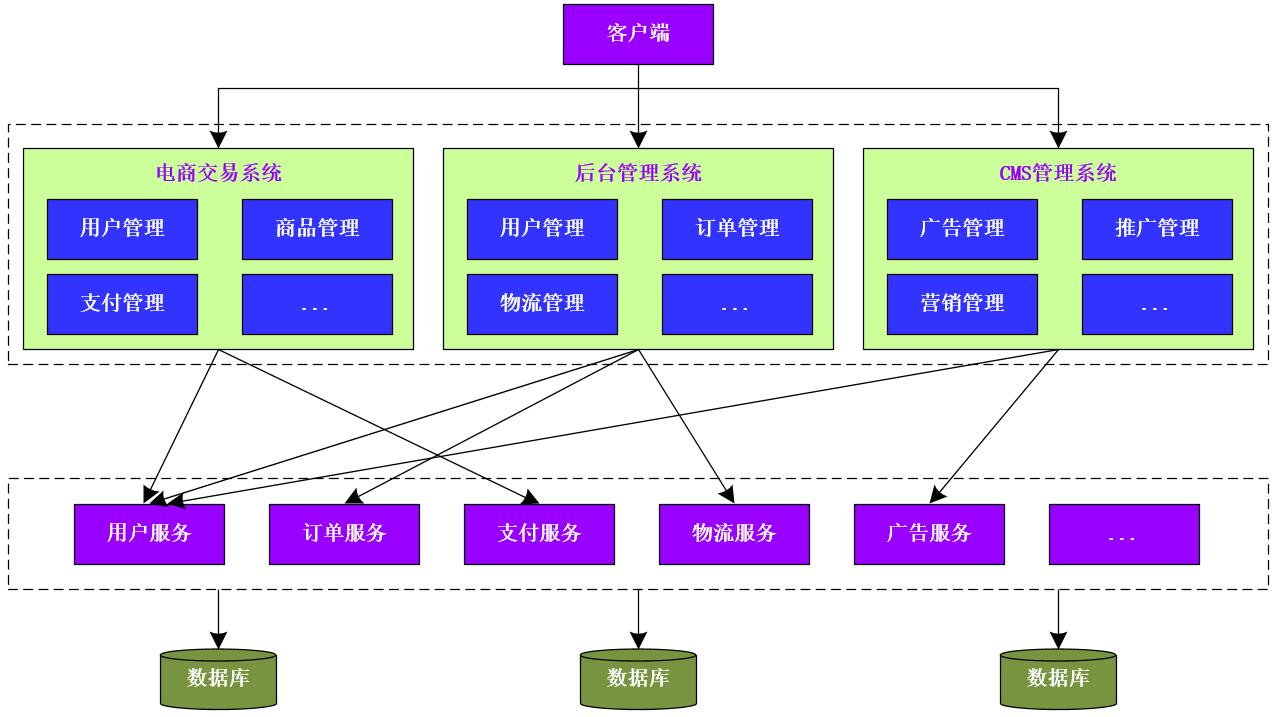 客户端
电商交易系统
用户管理
商品管理
支付管理
...
后台管理系统
用户管理
订单管理
物流管理
...
CMS管理系统
广告管理
推广管理
营销管理
...
用户服务
订单服务
支付服务
物流服务
广告服务
...
数据库
数据库
数据库